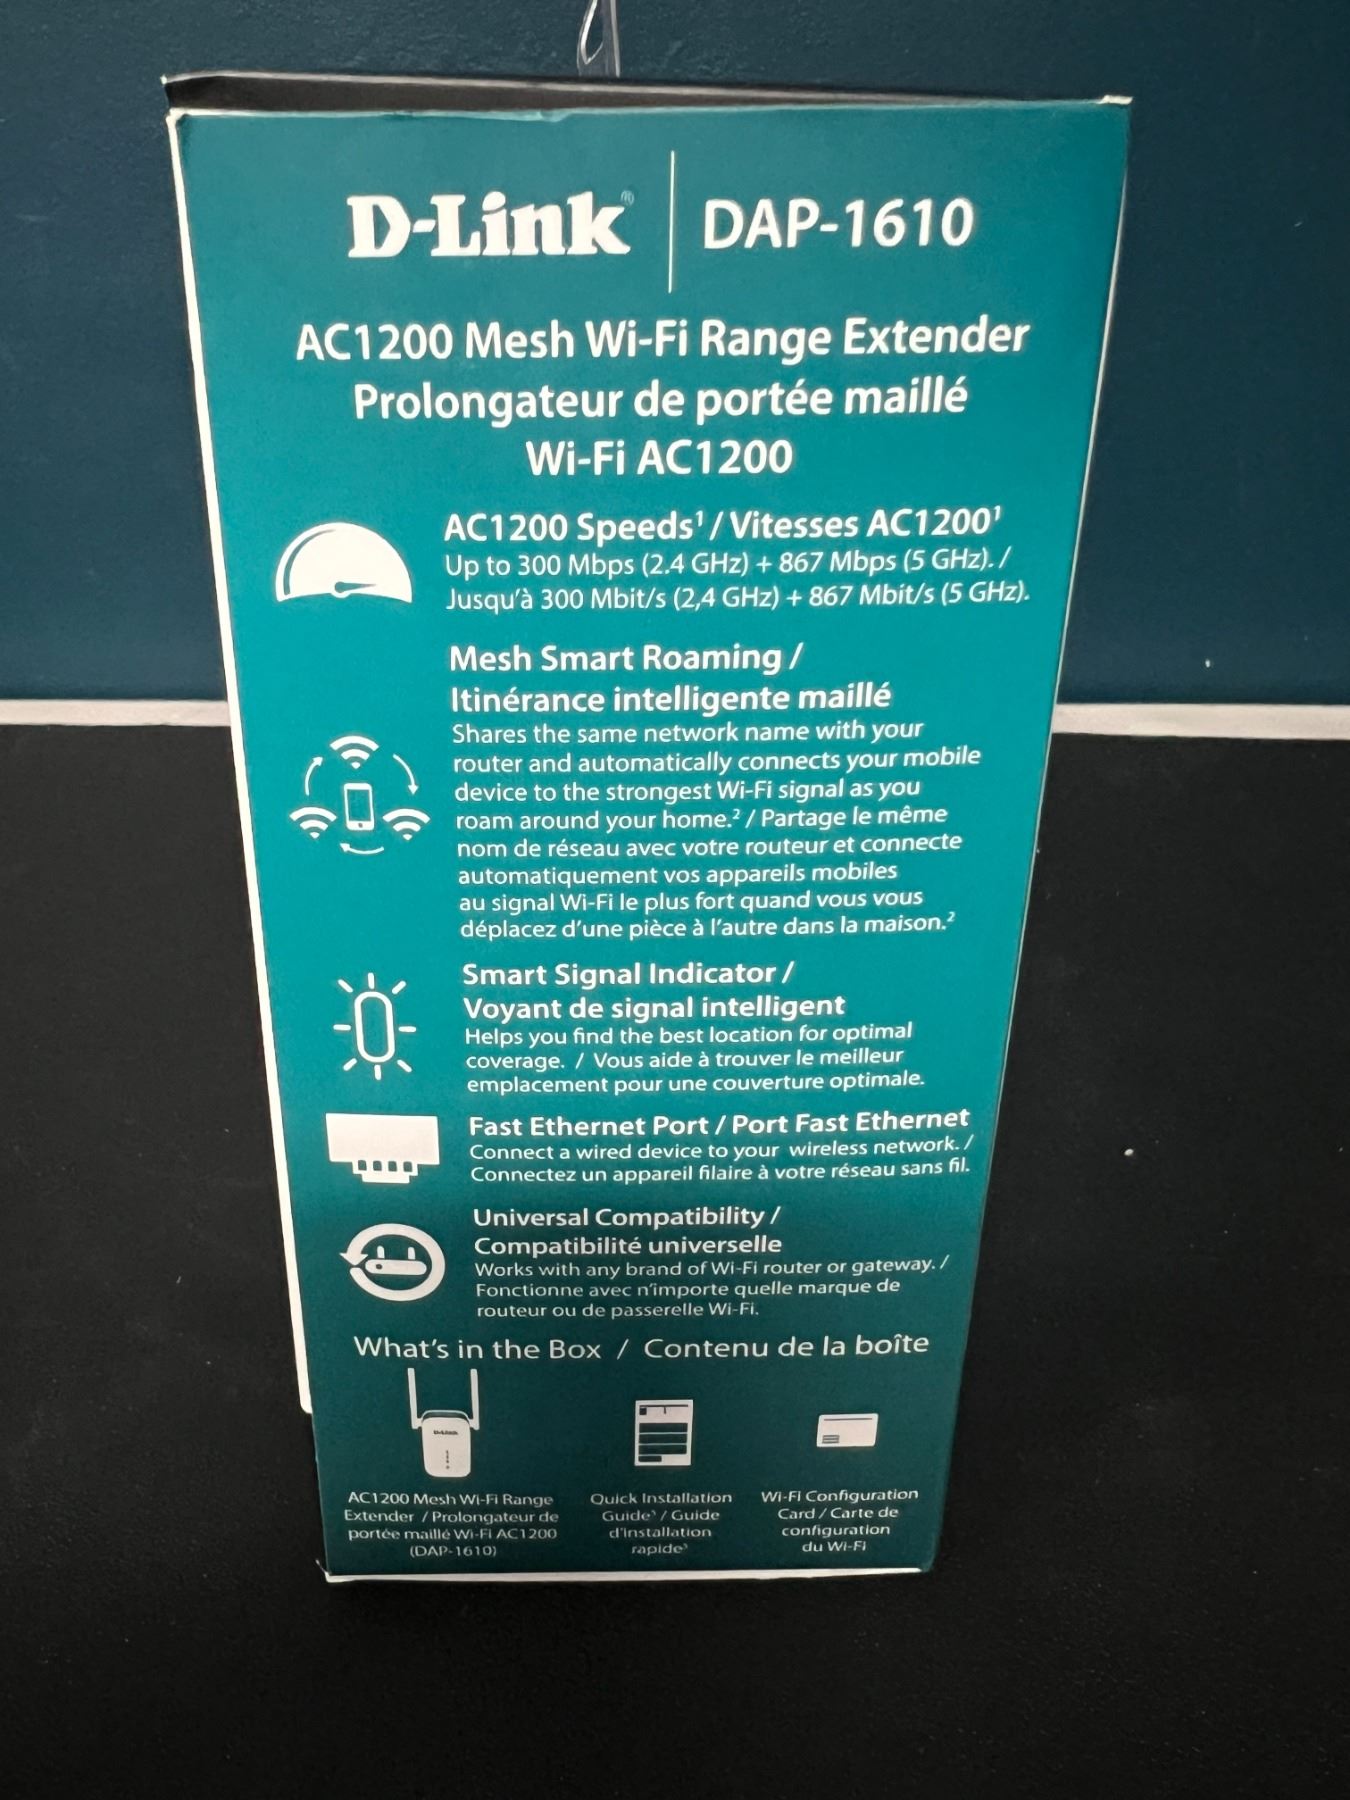 D-Link® | DAP-1610
AC1200 Mesh Wi-Fi Range Extender
Prolongateur de portée maillé
Wi-Fi AC1200
AC1200 Speeds¹ / Vitesses AC1200¹
Up to 300 Mbps (2.4 GHz) + 867 Mbps (5 GHz). /
Jusqu'à 300 Mbit/s (2,4 GHz) + 867 Mbit/s (5 GHz).
Mesh Smart Roaming /
Itinérance intelligente maillé
Shares the same network name with your
router and automatically connects your mobile
device to the strongest Wi-Fi signal as you
roam around your home.² / Partage le même
nom de réseau avec votre routeur et connecte
automatiquement vos appareils mobiles
au signal Wi-Fi le plus fort quand vous vous
déplacez d'une pièce à l'autre dans la maison.²
Smart Signal Indicator /
Voyant de signal intelligent
Helps you find the best location for optimal
coverage. / Vous aide à trouver le meilleur
emplacement pour une couverture optimale.
Fast Ethernet Port / Port Fast Ethernet
Connect a wired device to your wireless network. /
Connectez un appareil filaire à votre réseau sans fil.
Universal Compatibility /
Compatibilité universelle
Works with any brand of Wi-Fi router or gateway. /
Fonctionne avec n'importe quelle marque de
routeur ou de passerelle Wi-Fi.
What's in the Box / Contenu de la boîte
D-Link
AC1200 Mesh Wi-Fi Range
Extender / Prolongateur de
portée maillé Wi-Fi AC1200
(DAP-1610)
Quick Installation
Guide³ / Guide
d'installation
rapide³
Wi-Fi Configuration
Card / Carte de
configuration
du Wi-Fi